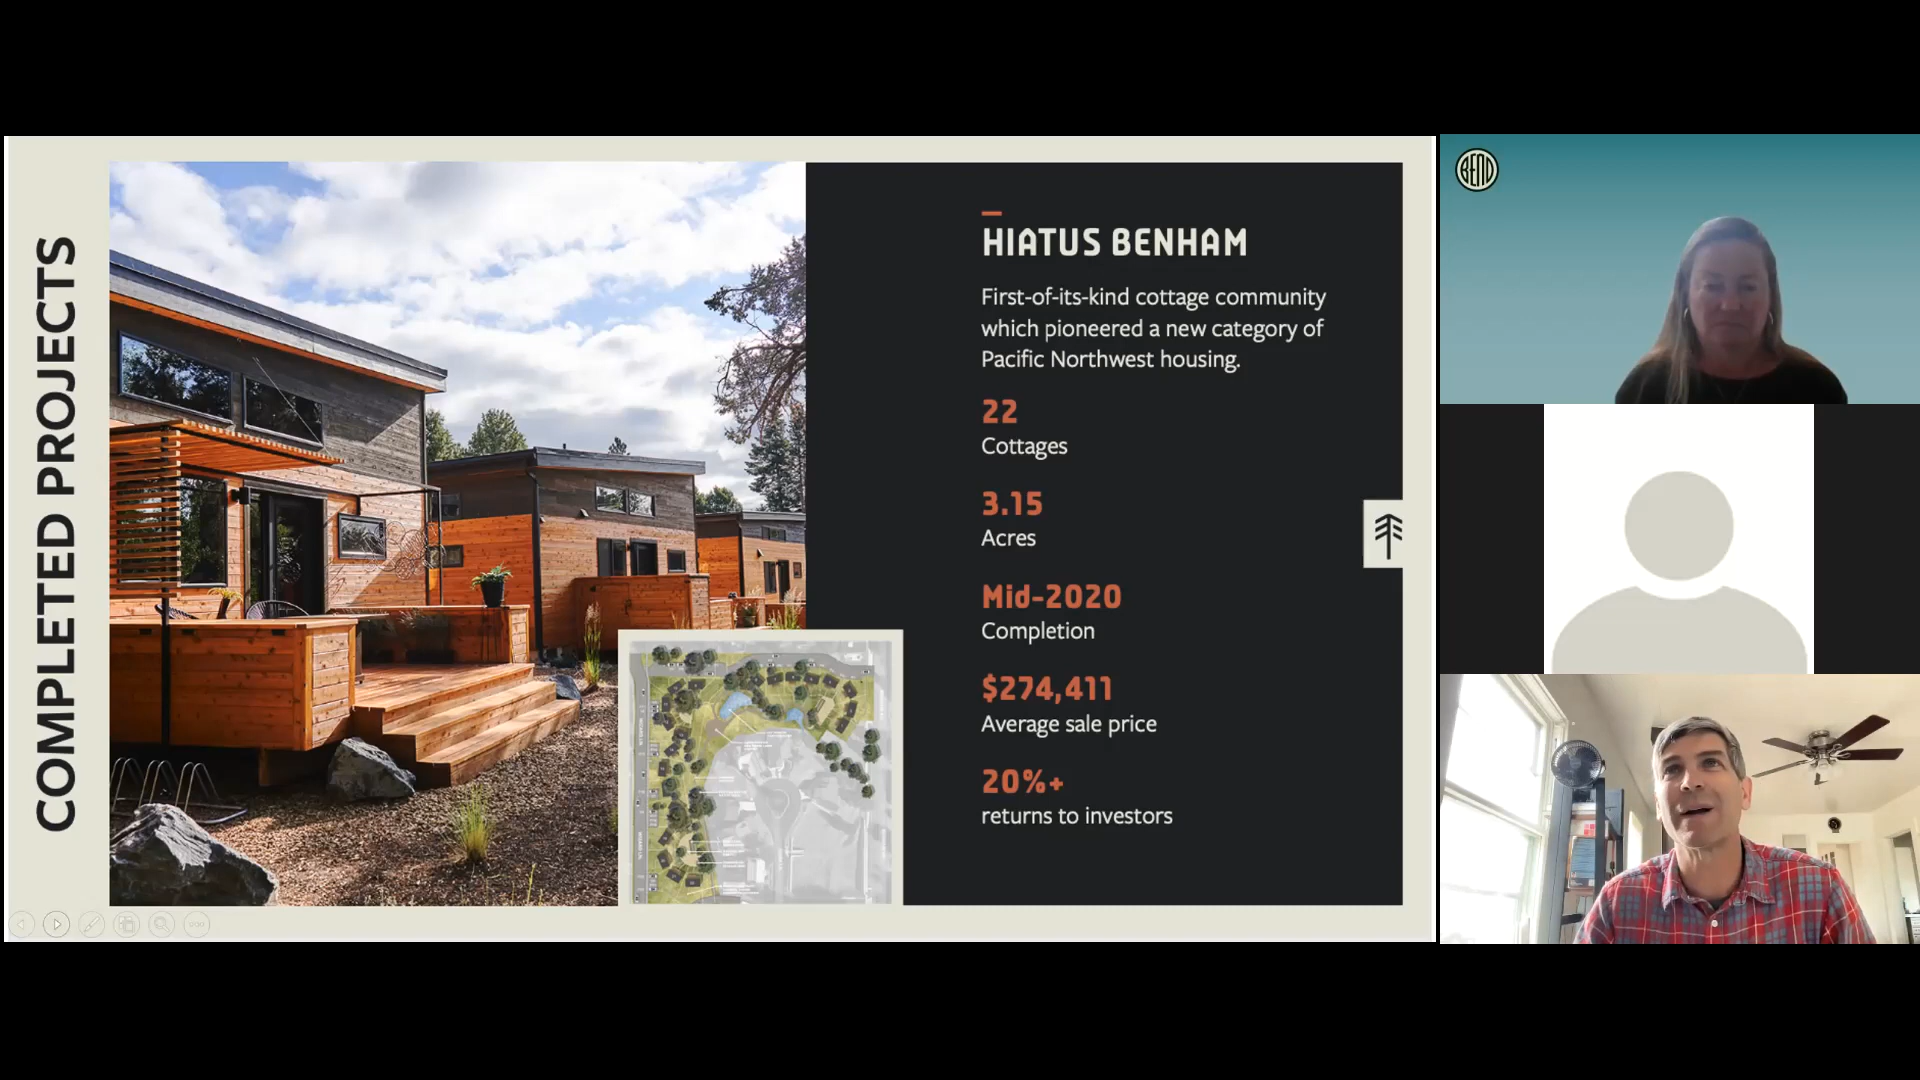 COMPLETED PROJECTS
HIATUS BENHAM
First-of-its-kind cottage community
which pioneered a new category of
Pacific Northwest housing.
22
Cottages
3.15
Acres
Mid-2020
Completion
$274,411
Average sale price
20%+
returns to investors
BEND